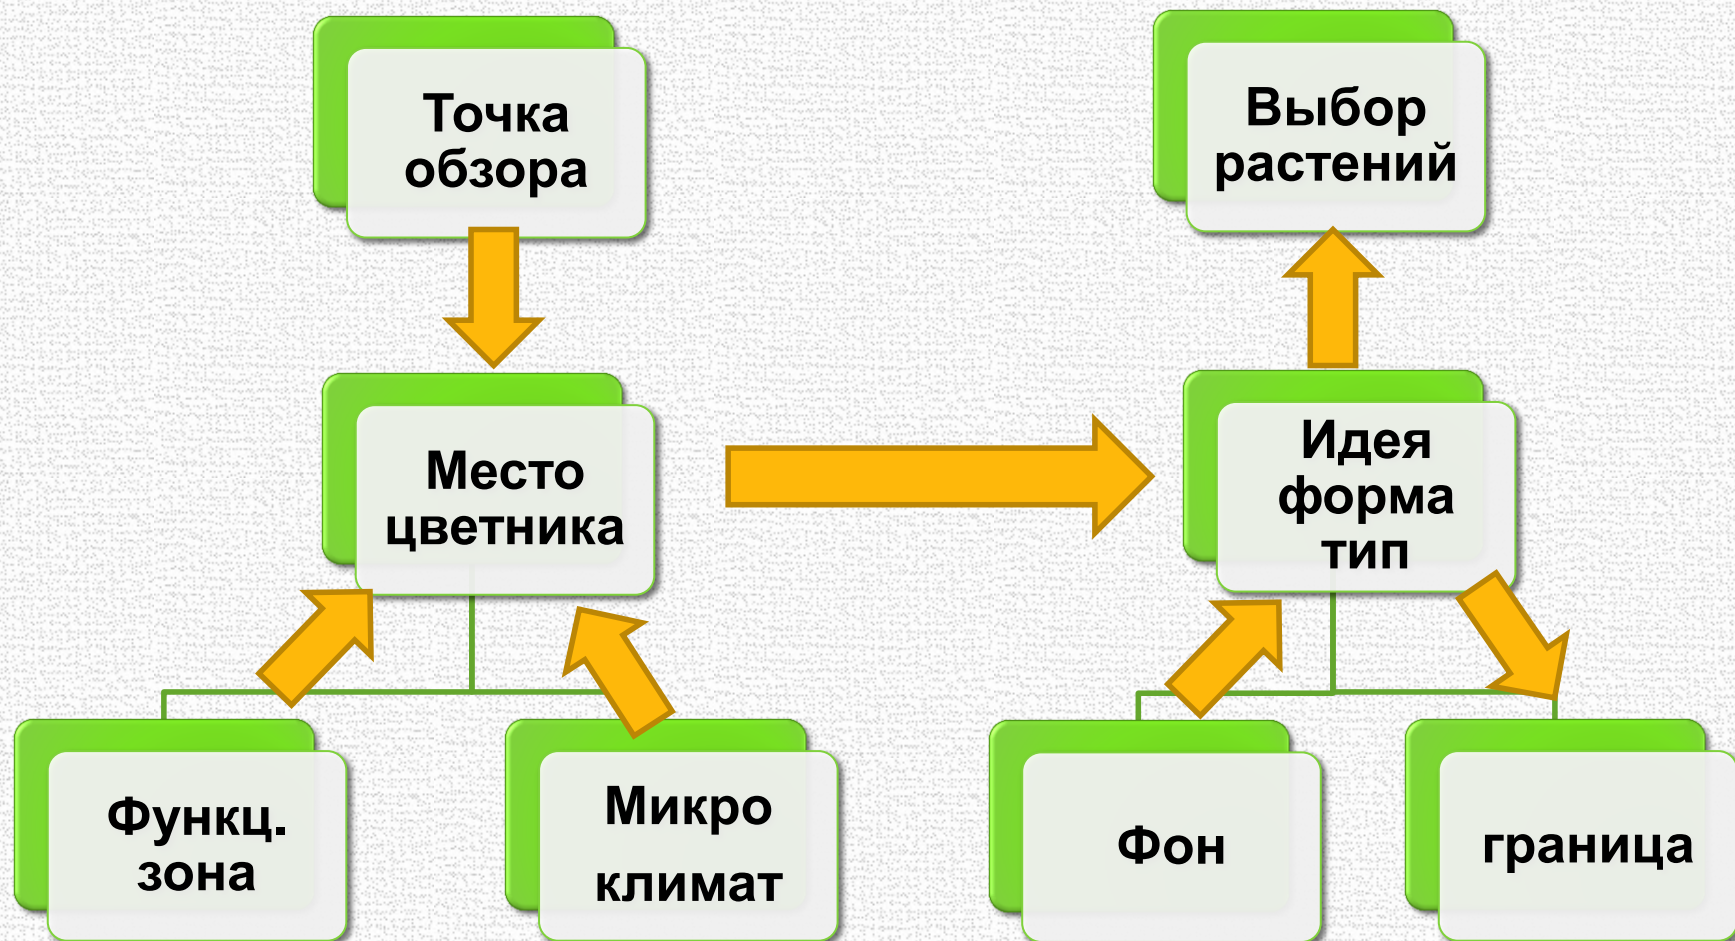 Точка
обзора
Выбор
растений
Место
цветника
Идея
форма
тип
Функц.
зона
Микро
климат
Фон
граница